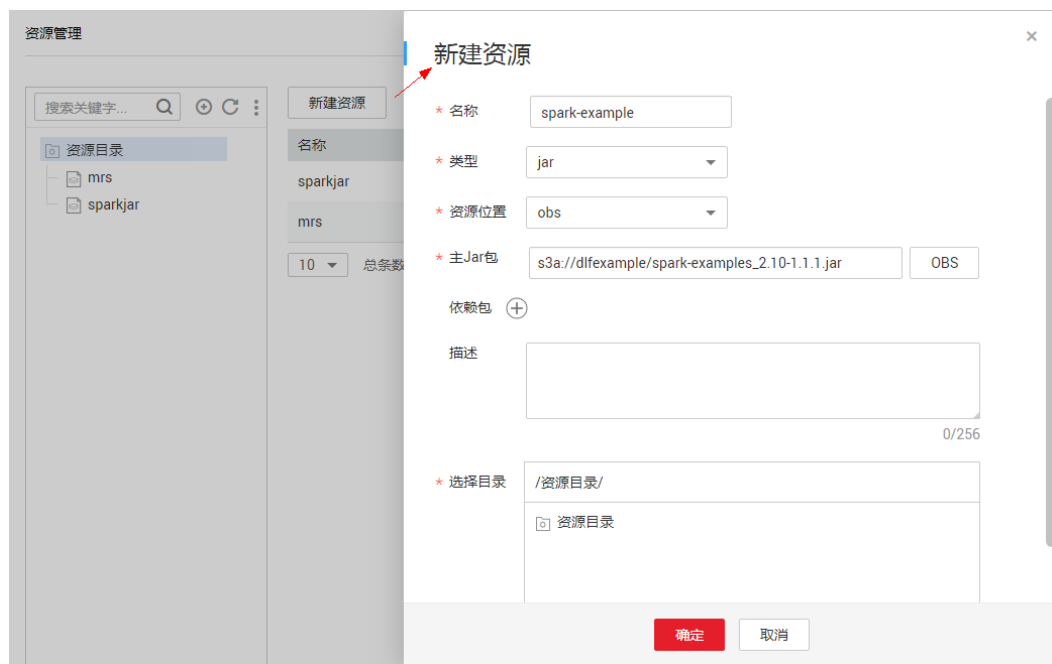 资源管理
搜索关键字...
资源目录
mrs
sparkjar
新建资源
名称
sparkjar
mrs
10
总条数
新建资源
×
* 名称
spark-example
* 类型
jar
* 资源位置
obs
* 主Jar包
s3a://dlfexample/spark-examples_2.10-1.1.1.jar
OBS
依赖包
描述
0/256
* 选择目录
/资源目录/
资源目录
确定
取消